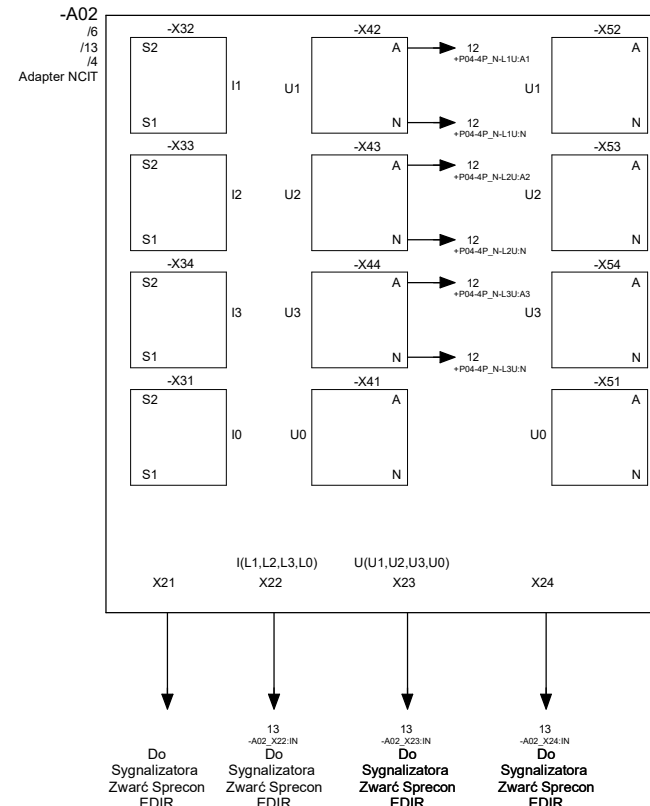 -A02
/6
/13
/4
Adapter NCIT
-X32
S2
I1
S1
-X42
A
U1
N
12
+P04-4P_N-L1U:A1
12
+P04-4P_N-L1U:N
-X52
A
U1
N
-X33
S2
I2
S1
-X43
A
U2
N
12
+P04-4P_N-L2U:A2
12
+P04-4P_N-L2U:N
-X53
A
U2
N
-X34
S2
I3
S1
-X44
A
U3
N
12
+P04-4P_N-L3U:A3
12
+P04-4P_N-L3U:N
-X54
A
U3
N
-X31
S2
I0
S1
-X41
A
U0
N
-X51
A
U0
N
I(L1,L2,L3,L0)
U(U1,U2,U3,U0)
X21
X22
X23
X24
Do
Sygnalizatora
Zwarć Sprecon
EDIR
13
-A02_X22:IN
Do
Sygnalizatora
Zwarć Sprecon
EDIR
13
-A02_X23:IN
Do
Sygnalizatora
Zwarć Sprecon
EDIR
13
-A02_X24:IN
Do
Sygnalizatora
Zwarć Sprecon
EDIR